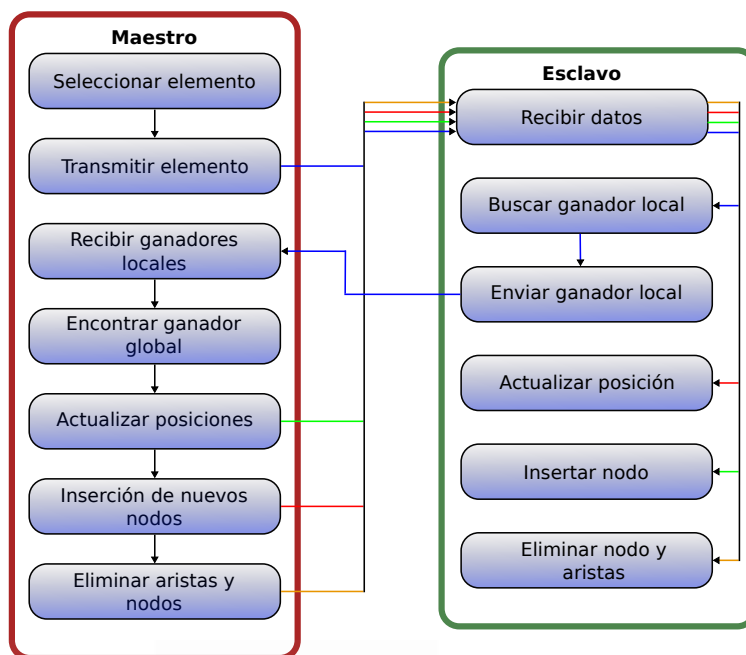 Maestro
Seleccionar elemento
Transmitir elemento
Recibir ganadores
locales
Encontrar ganador
global
Actualizar posiciones
Inserción de nuevos
nodos
Eliminar aristas y
nodos
Esclavo
Recibir datos
Buscar ganador local
Enviar ganador local
Actualizar posición
Insertar nodo
Eliminar nodo y
aristas